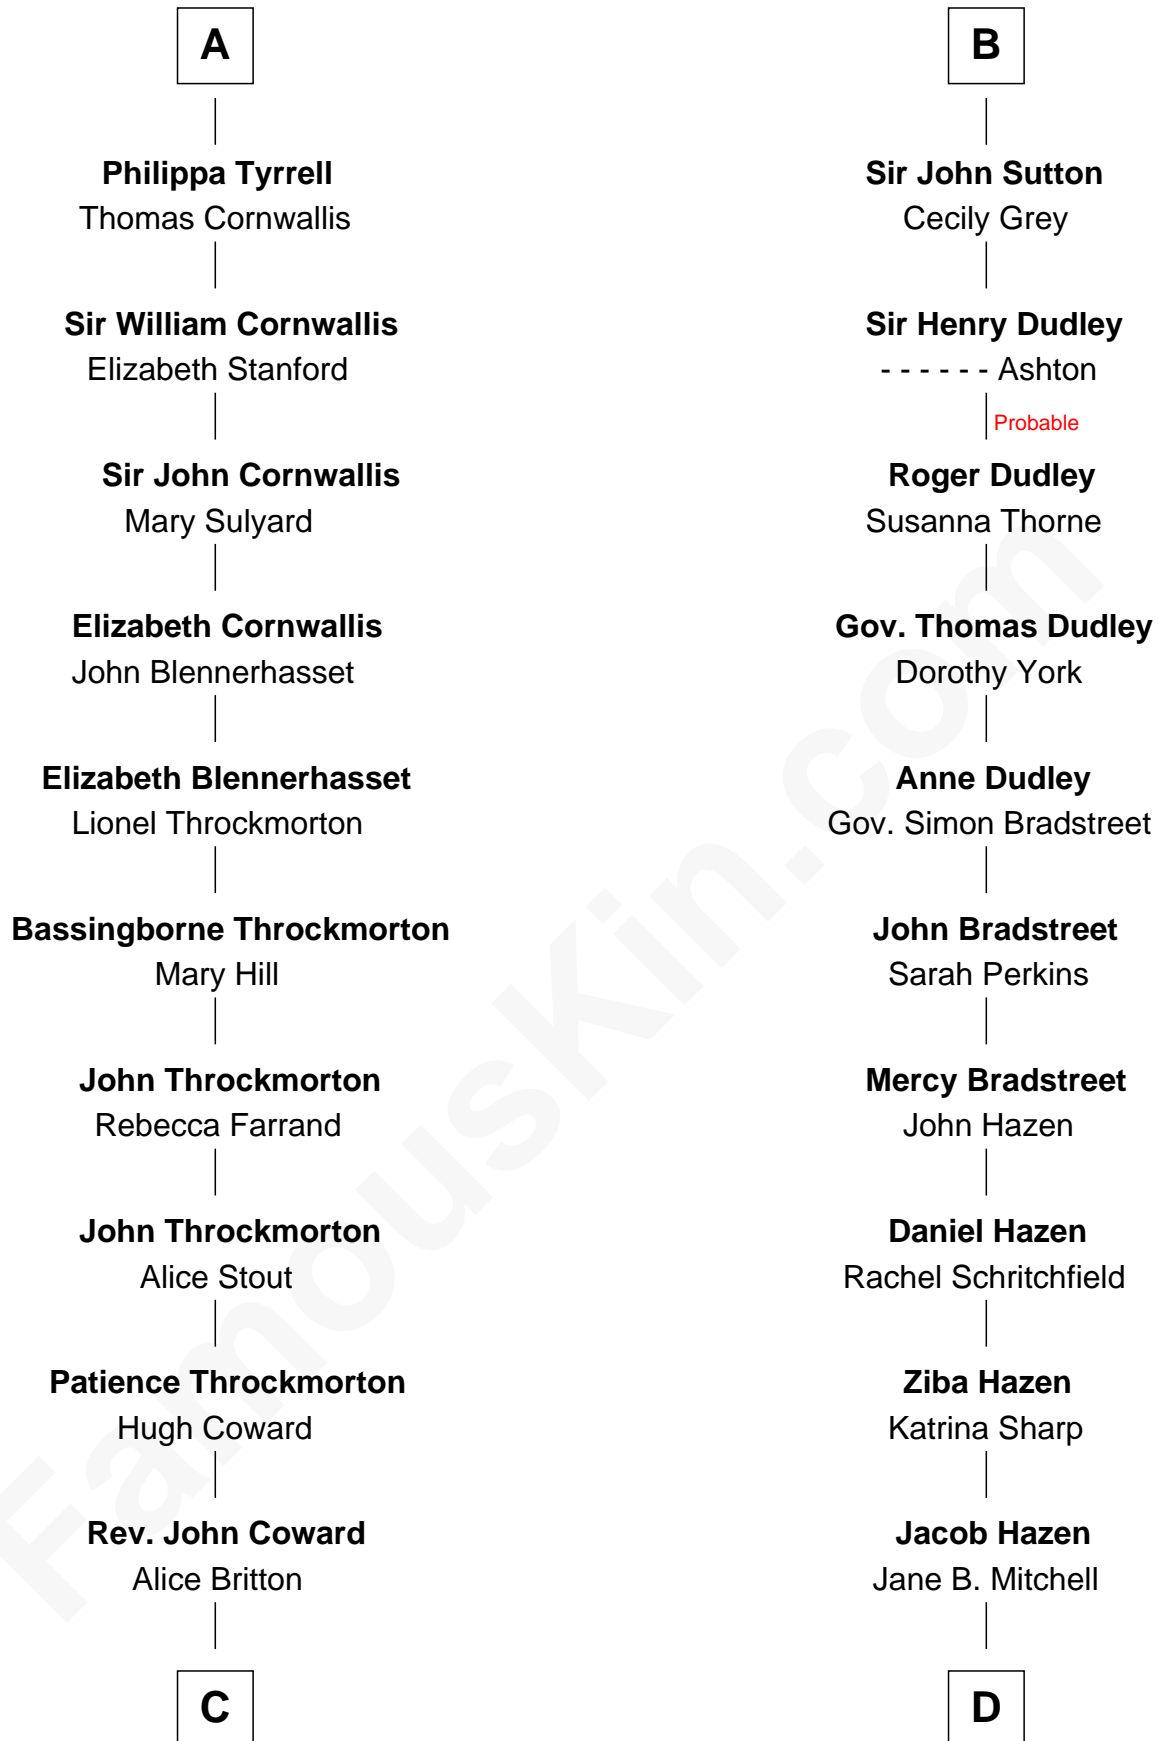 A
Philippa Tyrrell
Thomas Cornwallis
Sir William Cornwallis
Elizabeth Stanford
Sir John Cornwallis
Mary Sulyard
Elizabeth Cornwallis
John Blennerhasset
Elizabeth Blennerhasset
Lionel Throckmorton
Bassingborne Throckmorton
Mary Hill
John Throckmorton
Rebecca Farrand
John Throckmorton
Alice Stout
Patience Throckmorton
Hugh Coward
Rev. John Coward
Alice Britton
C
B
Sir John Sutton
Cecily Grey
Sir Henry Dudley
- - - - - - Ashton
Probable
Roger Dudley
Susanna Thorne
Gov. Thomas Dudley
Dorothy York
Anne Dudley
Gov. Simon Bradstreet
John Bradstreet
Sarah Perkins
Mercy Bradstreet
John Hazen
Daniel Hazen
Rachel Schritchfield
Ziba Hazen
Katrina Sharp
Jacob Hazen
Jane B. Mitchell
D
FamousKin.com